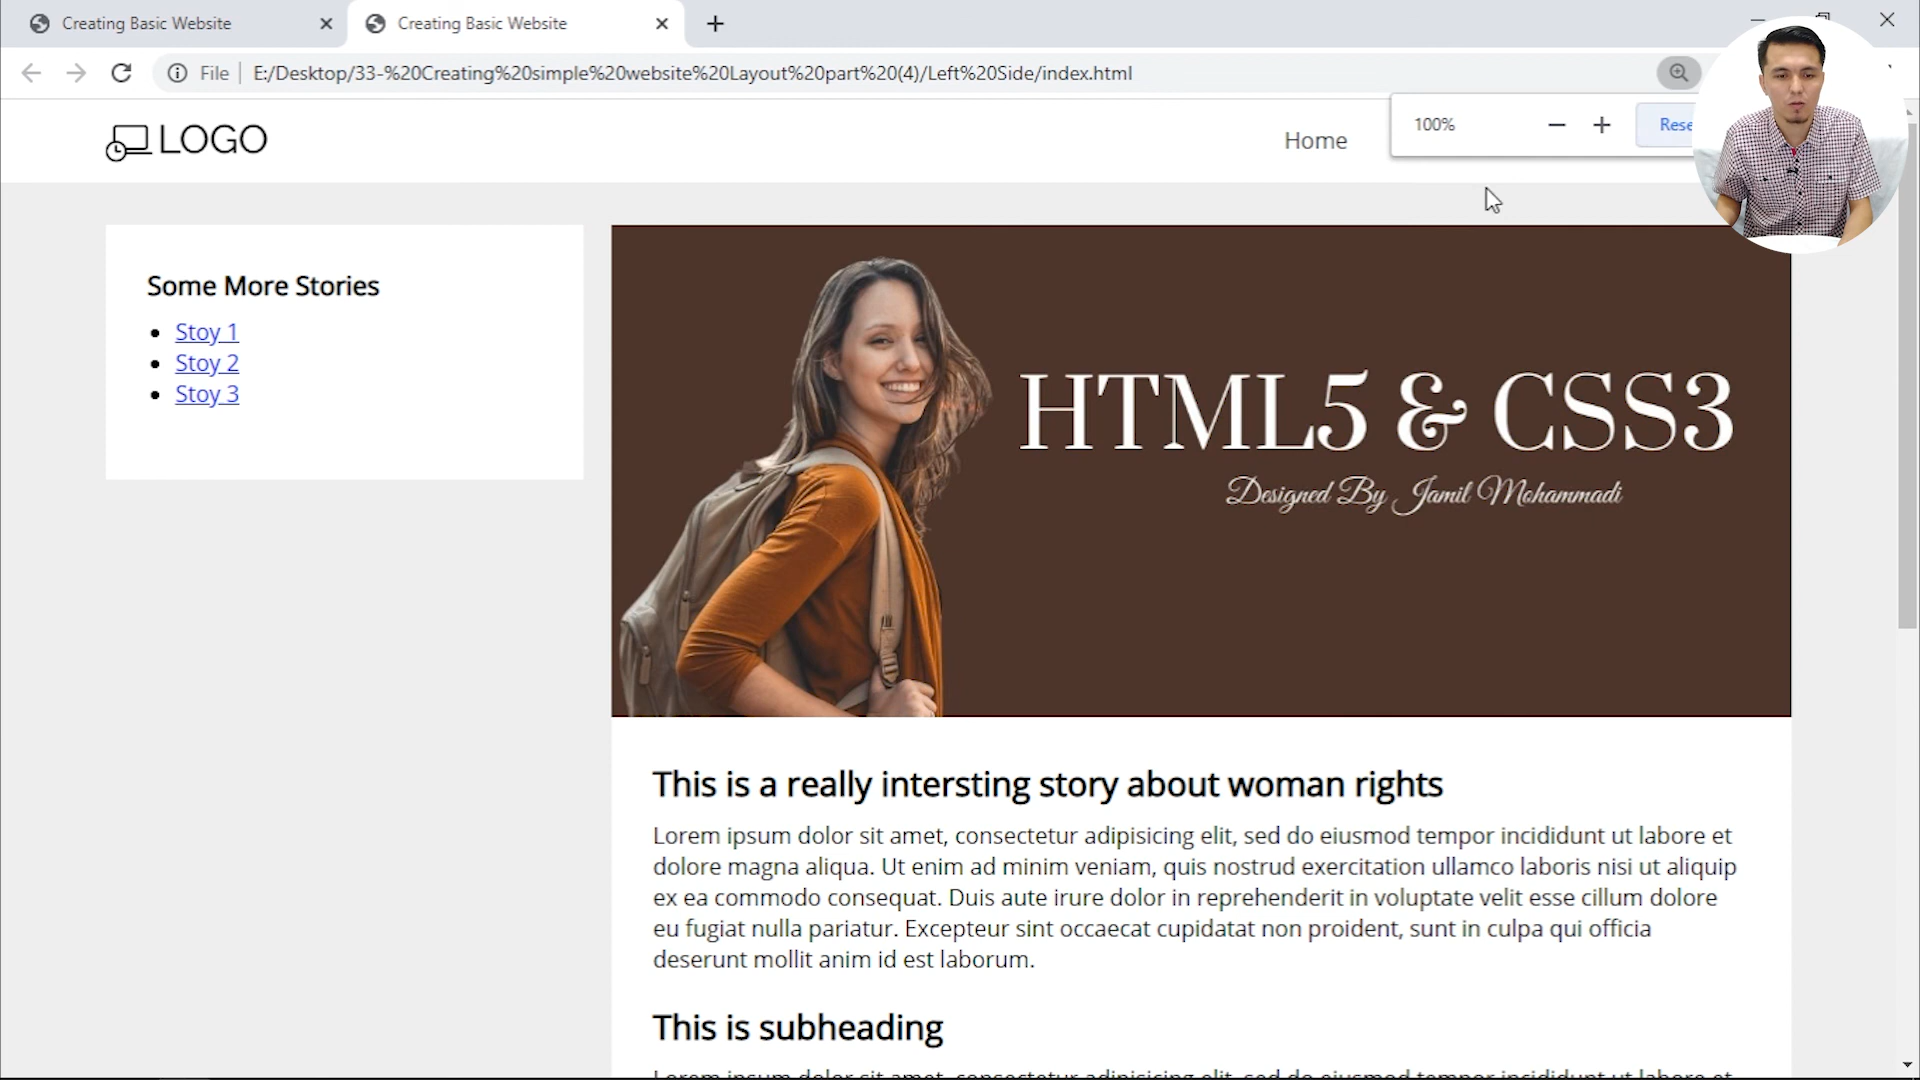 Creating Basic Website
Creating Basic Website
File
E:/Desktop/33-%20Creating%20simple%20website%20Layout%20part%20(4)/Left%20Side/index.html
LOGO
Home
100%
Some More Stories
Stoy 1
Stoy 2
Stoy 3
HTML5 & CSS3
Designed By Jamil Mohammadi
This is a really intersting story about woman rights
Lorem ipsum dolor sit amet, consectetur adipisicing elit, sed do eiusmod tempor incididunt ut labore et
dolore magna aliqua. Ut enim ad minim veniam, quis nostrud exercitation ullamco laboris nisi ut aliquip
ex ea commodo consequat. Duis aute irure dolor in reprehenderit in voluptate velit esse cillum dolore
eu fugiat nulla pariatur. Excepteur sint occaecat cupidatat non proident, sunt in culpa qui officia
deserunt mollit anim id est laborum.
This is subheading